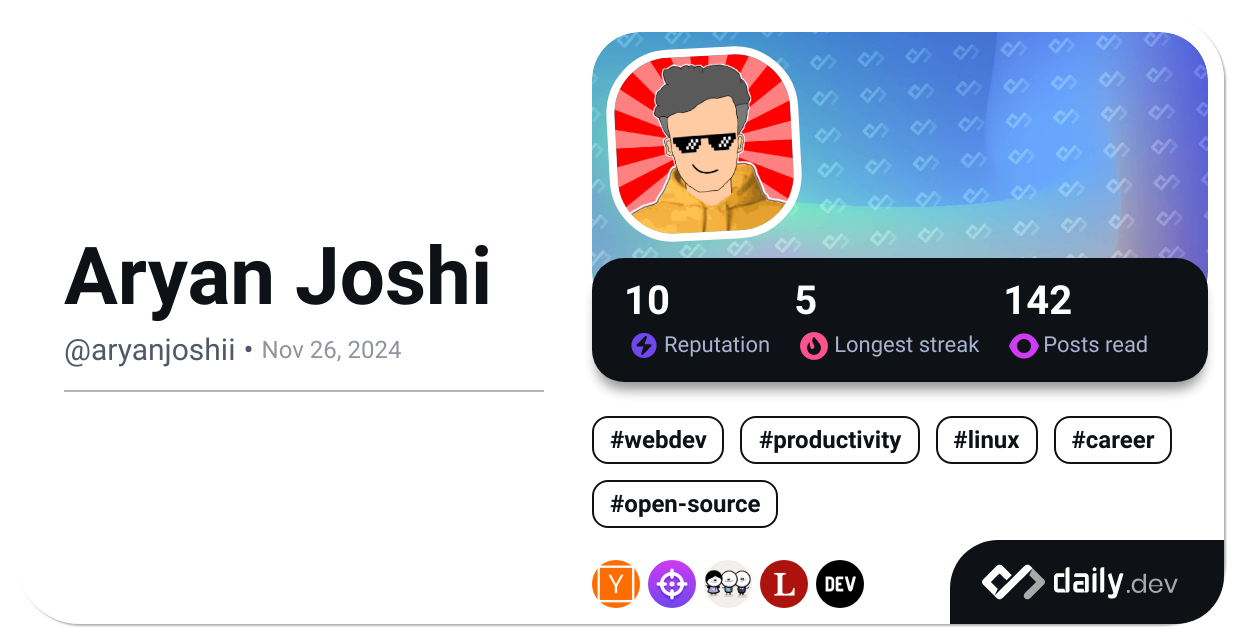 Aryan Joshi
@aryanjoshii • Nov 26, 2024
10 5 142
Reputation Longest streak Posts read
#webdev #productivity #linux #career
#open-source
Y L DEV
daily.dev